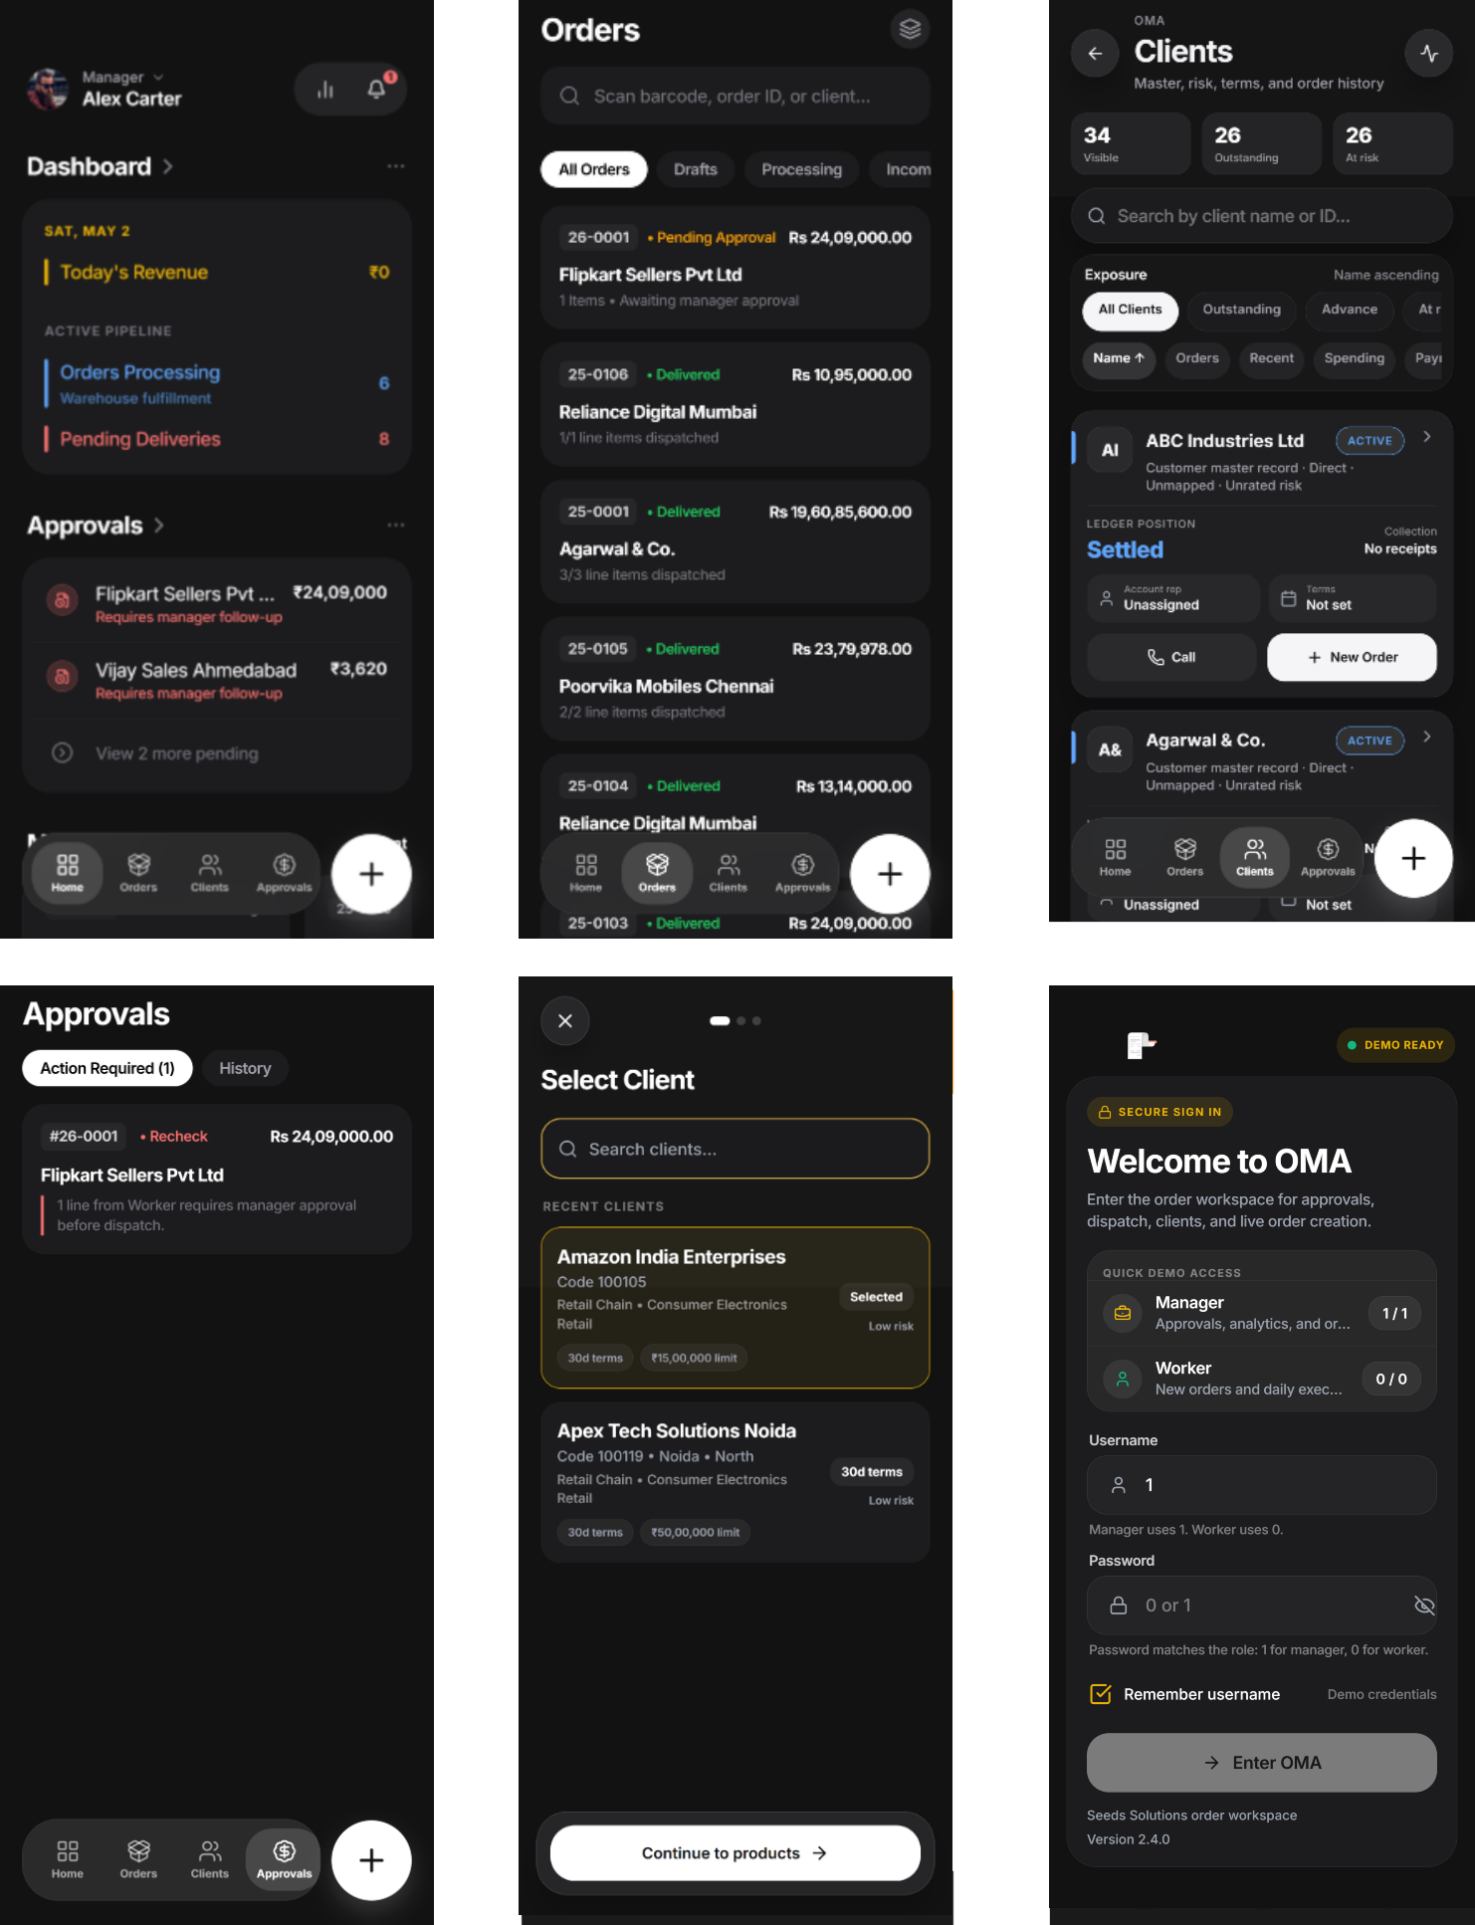 Manager
Alex Carter
1
Dashboard
SAT, MAY 2
Today's Revenue ₹0
ACTIVE PIPELINE
Orders Processing 6
Warehouse fulfillment
Pending Deliveries 8
Approvals
Flipkart Sellers Pvt ... ₹24,09,000
Requires manager follow-up
Vijay Sales Ahmedabad ₹3,620
Requires manager follow-up
View 2 more pending
Home Orders Clients Approvals
Orders
Scan barcode, order ID, or client...
All Orders Drafts Processing Incom
26-0001 • Pending Approval Rs 24,09,000.00
Flipkart Sellers Pvt Ltd
1 Items • Awaiting manager approval
25-0106 • Delivered Rs 10,95,000.00
Reliance Digital Mumbai
1/1 line items dispatched
25-0001 • Delivered Rs 19,60,85,600.00
Agarwal & Co.
3/3 line items dispatched
25-0105 • Delivered Rs 23,79,978.00
Poorvika Mobiles Chennai
2/2 line items dispatched
25-0104 • Delivered Rs 13,14,000.00
Reliance Digital Mumbai
Home Orders Clients Approvals
25-0103 • Delivered Rs 24,09,000.00
OMA
Clients
Master, risk, terms, and order history
34 26 26
Visible Outstanding At risk
Search by client name or ID...
Exposure Name ascending
All Clients Outstanding Advance At r
Name ↑ Orders Recent Spending Payı
AI ABC Industries Ltd ACTIVE
Customer master record · Direct ·
Unmapped · Unrated risk
LEDGER POSITION Collection
Settled No receipts
Account rep Terms
Unassigned Not set
Call + New Order
A& Agarwal & Co. ACTIVE
Customer master record · Direct ·
Unmapped · Unrated risk
Home Orders Clients Approvals
Unassigned Not set
Approvals
Action Required (1) History
#26-0001 • Recheck Rs 24,09,000.00
Flipkart Sellers Pvt Ltd
1 line from Worker requires manager approval
before dispatch.
Home Orders Clients Approvals
Select Client
Search clients...
RECENT CLIENTS
Amazon India Enterprises
Code 100105
Selected
Retail Chain • Consumer Electronics
Retail
Low risk
30d terms ₹15,00,000 limit
Apex Tech Solutions Noida
Code 100119 • Noida • North
30d terms
Retail Chain • Consumer Electronics
Retail
Low risk
30d terms ₹50,00,000 limit
Continue to products →
DEMO READY
SECURE SIGN IN
Welcome to OMA
Enter the order workspace for approvals,
dispatch, clients, and live order creation.
QUICK DEMO ACCESS
Manager 1 / 1
Approvals, analytics, and or...
Worker 0 / 0
New orders and daily exec...
Username
1
Manager uses 1. Worker uses 0.
Password
0 or 1
Password matches the role: 1 for manager, 0 for worker.
Remember username Demo credentials
→ Enter OMA
Seeds Solutions order workspace
Version 2.4.0